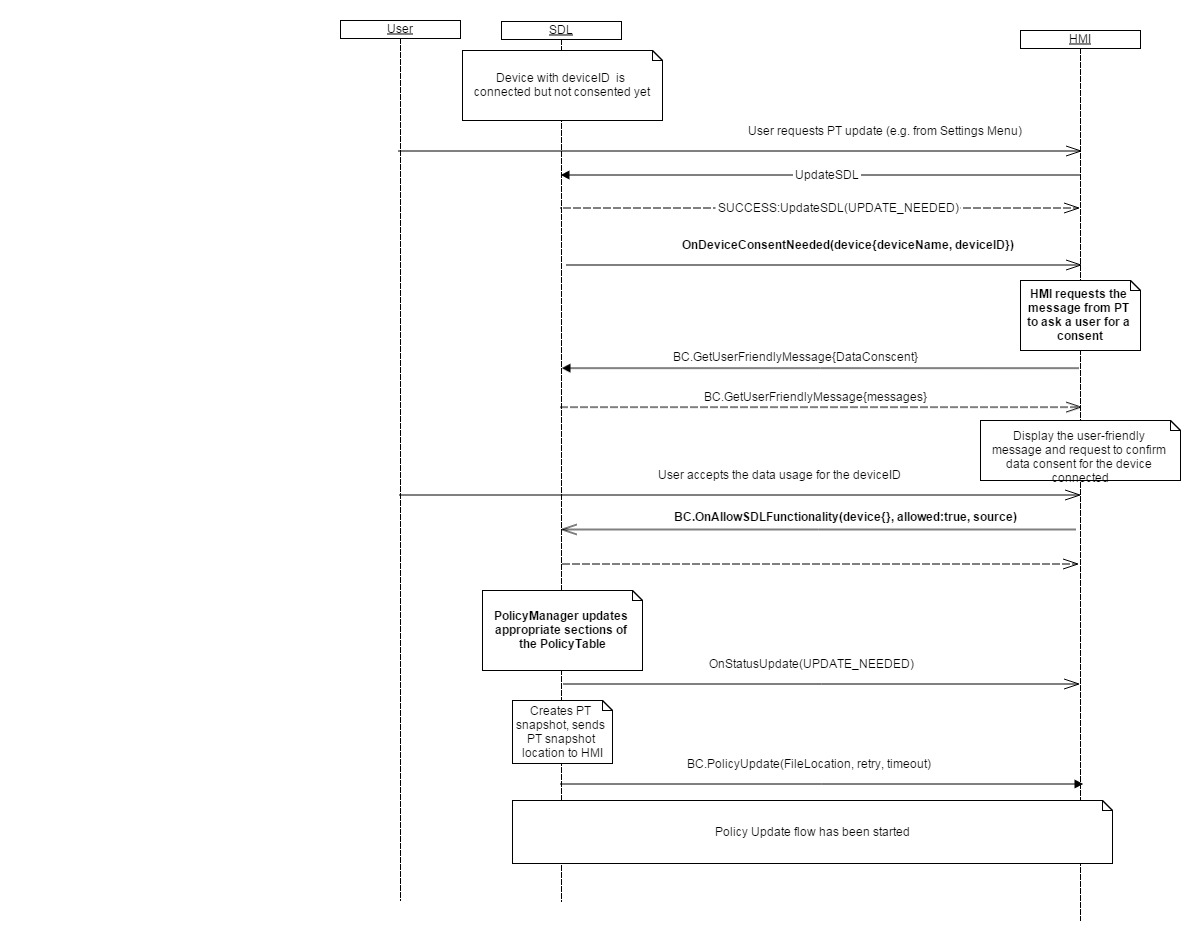 User
SDL
HMI
Device with deviceID is
connected but not consented yet
User requests PT update (e.g. from Settings Menu)
UpdateSDL
SUCCESS:UpdateSDL(UPDATE_NEEDED)
OnDeviceConsentNeeded(device{deviceName, deviceID})
HMI requests the
message from PT
to ask a user for a
consent
BC.GetUserFriendlyMessage{DataConscent}
BC.GetUserFriendlyMessage{messages}
Display the user-friendly
message and request to confirm
data consent for the device
connected
User accepts the data usage for the deviceID
BC.OnAllowSDLFunctionality(device{}, allowed:true, source)
PolicyManager updates
appropriate sections of
the PolicyTable
OnStatusUpdate(UPDATE_NEEDED)
Creates PT
snapshot, sends
PT snapshot
location to HMI
BC.PolicyUpdate(FileLocation, retry, timeout)
Policy Update flow has been started